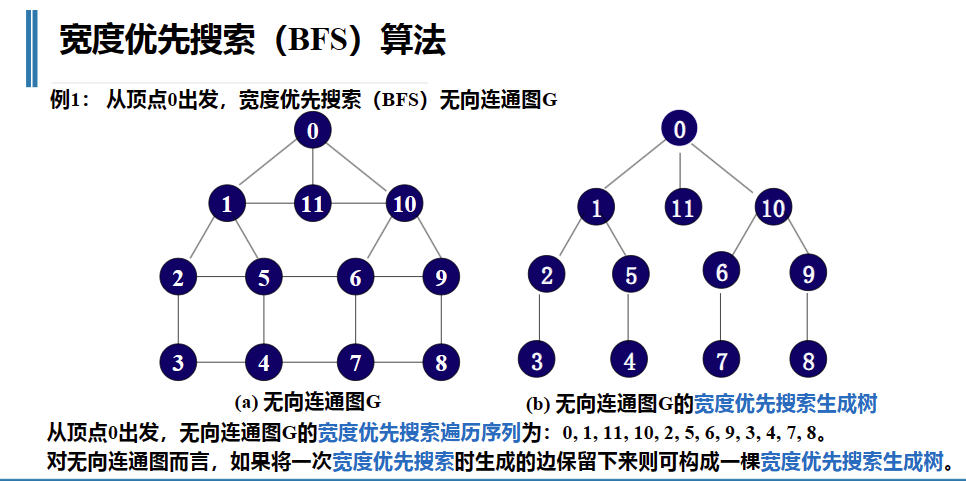 宽度优先搜索（BFS）算法
例1： 从顶点0出发，宽度优先搜索（BFS）无向连通图G
0
1 11 10
2 5 6 9
3 4 7 8
(a) 无向连通图G
0
1 11 10
2 5 6 9
3 4 7 8
(b) 无向连通图G的宽度优先搜索生成树
从顶点0出发，无向连通图G的宽度优先搜索遍历序列为：0, 1, 11, 10, 2, 5, 6, 9, 3, 4, 7, 8。
对无向连通图而言，如果将一次宽度优先搜索时生成的边保留下来则可构成一棵宽度优先搜索生成树。